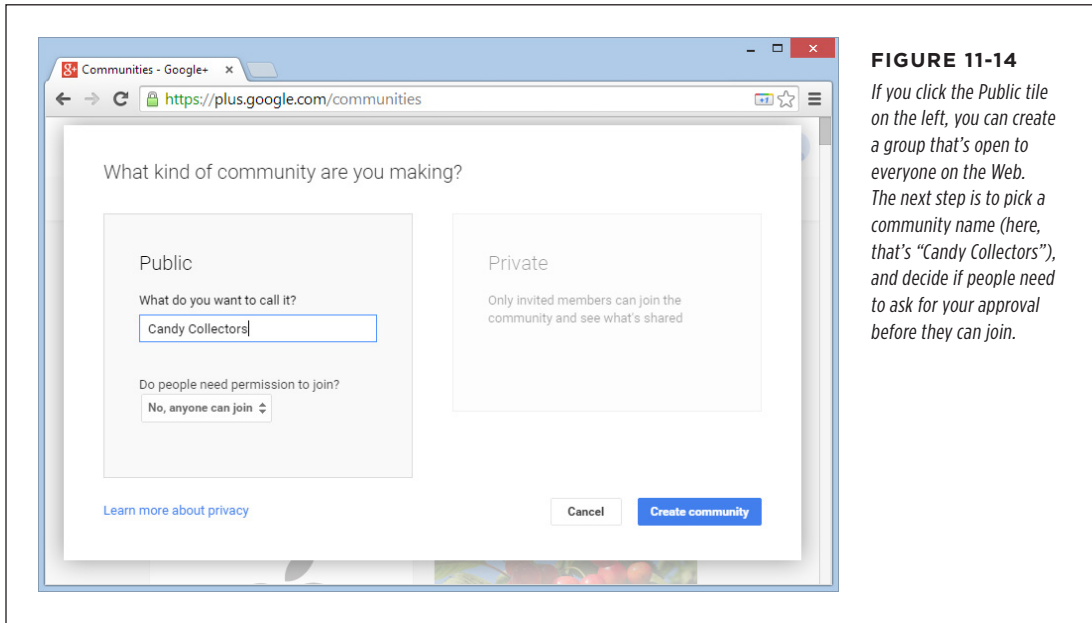 Communities - Google+
https://plus.google.com/communities
What kind of community are you making?
Public
What do you want to call it?
Candy Collectors
Do people need permission to join?
No, anyone can join
Private
Only invited members can join the
community and see what's shared
Learn more about privacy
Cancel
Create community
FIGURE 11-14
If you click the Public tile
on the left, you can create
a group that's open to
everyone on the Web.
The next step is to pick a
community name (here,
that's “Candy Collectors”),
and decide if people need
to ask for your approval
before they can join.